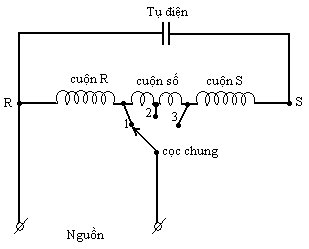 Tụ điện
cuộn R
cuộn số
cuộn S
R
S
1
2
3
cọc chung
Nguồn